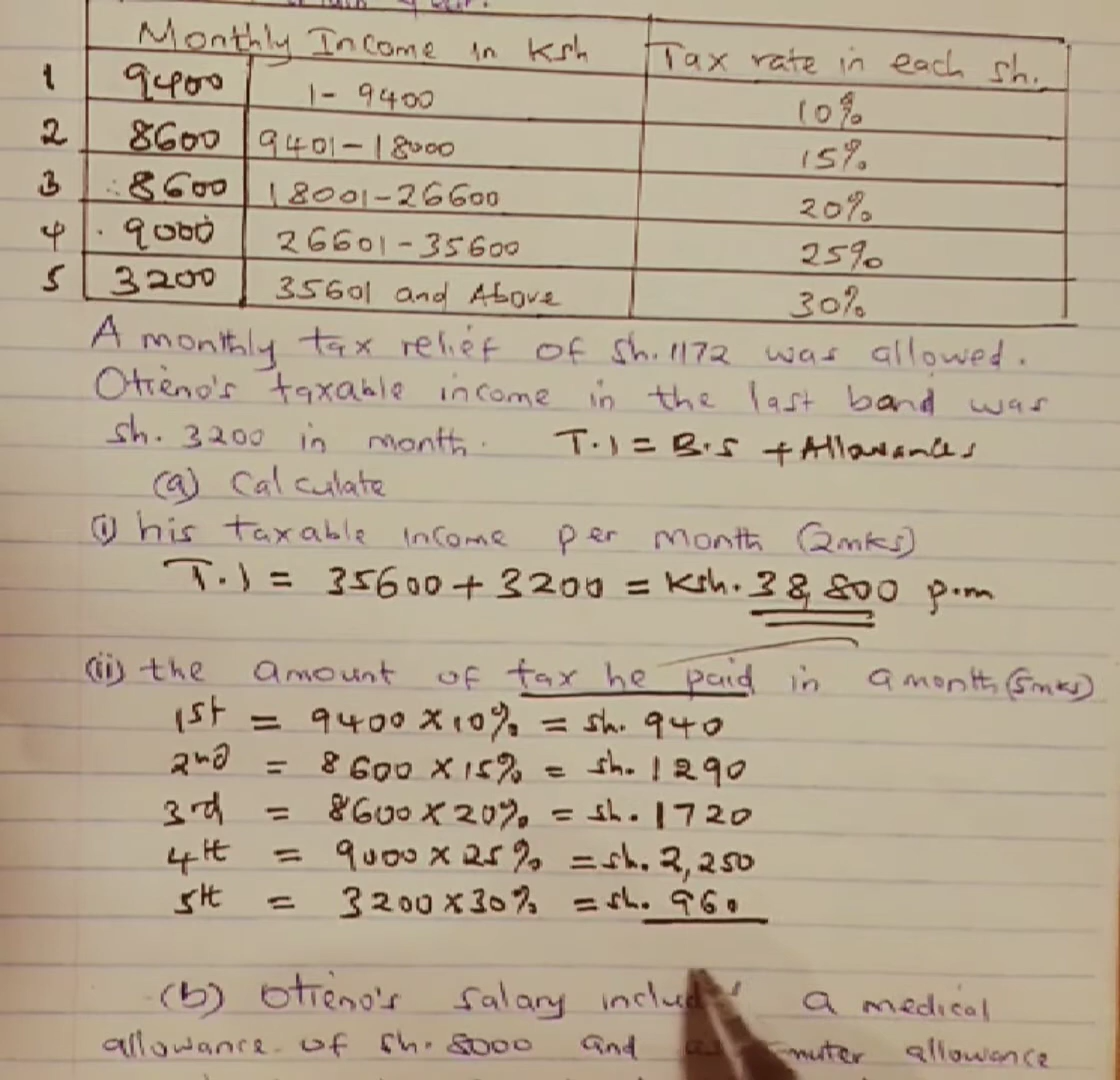 Monthly Income in Ksh Tax rate in each sh.
1 9400 1-9400 10%
2 8600 9401-18000 15%
3 8600 18001-26600 20%
4 9000 26601-35600 25%
5 3200 35601 and Above 30%
A monthly tax relief of Sh.1172 was allowed.
Otieno's taxable income in the last band was
sh. 3200 in month. T.I = B.S + Allowances
(a) Calculate
(i) his taxable income per month (2mks)
T.I = 35600 + 3200 = Ksh. 38,800 p.m
(ii) the amount of tax he paid in a month (5mks)
1st = 9400 x 10% = sh. 940
2nd = 8600 x 15% = sh. 1290
3rd = 8600 x 20% = sh. 1720
4th = 9000 x 25% = sh. 2,250
5th = 3200 x 30% = sh. 960
(b) Otieno's salary a medical
allowance of sh. 8000 and allowance